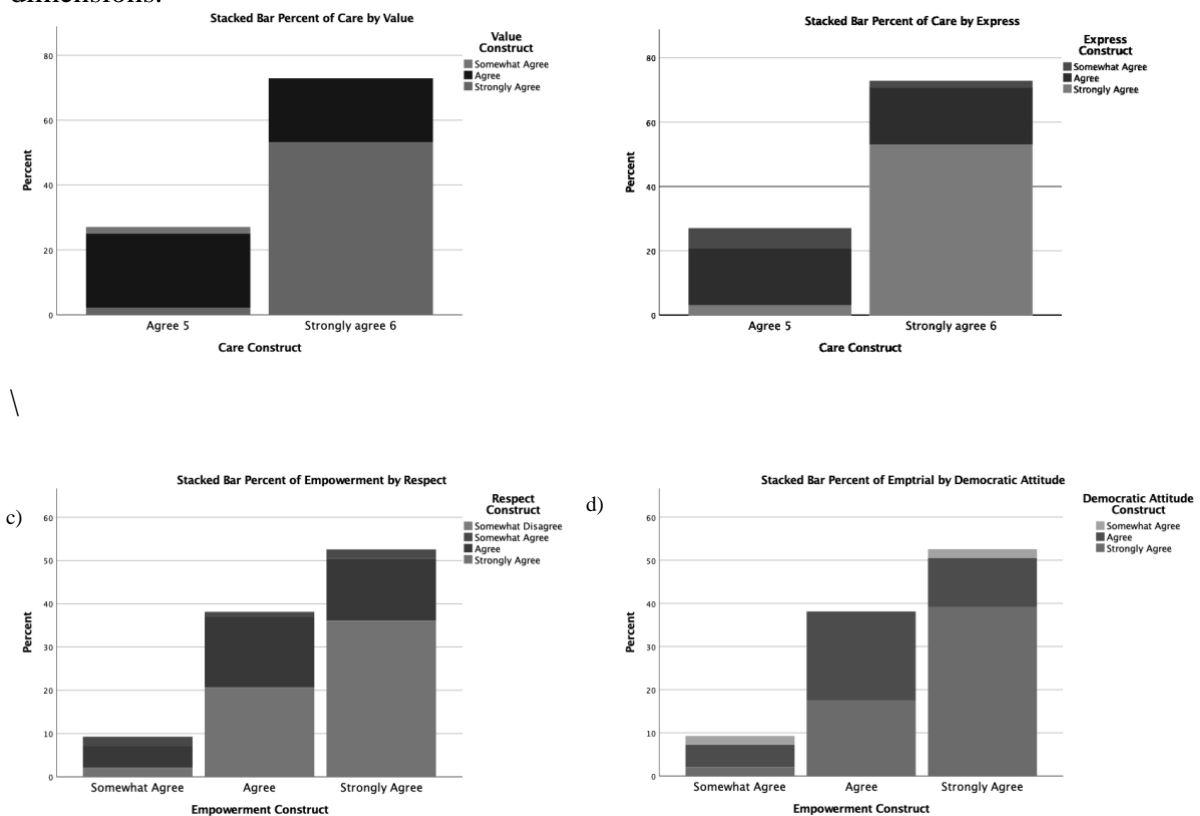 dimensions.
Stacked Bar Percent of Care by Value
Value
Construct
Somewhat Agree
Agree
Strongly Agree
80
60
40
20
0
Percent
Agree 5 Strongly agree 6
Care Construct
Stacked Bar Percent of Care by Express
Express
Construct
Somewhat Agree
Agree
Strongly Agree
80
60
40
20
0
Percent
Agree 5 Strongly agree 6
Care Construct
\
c)
Stacked Bar Percent of Empowerment by Respect
Respect
Construct
Somewhat Disagree
Somewhat Agree
Agree
Strongly Agree
60
50
40
30
20
10
0
Percent
Somewhat Agree Agree Strongly Agree
Empowerment Construct
d)
Stacked Bar Percent of Emptrial by Democratic Attitude
Democratic Attitude
Construct
Somewhat Agree
Agree
Strongly Agree
60
50
40
30
20
10
0
Percent
Somewhat Agree Agree Strongly Agree
Empowerment Construct